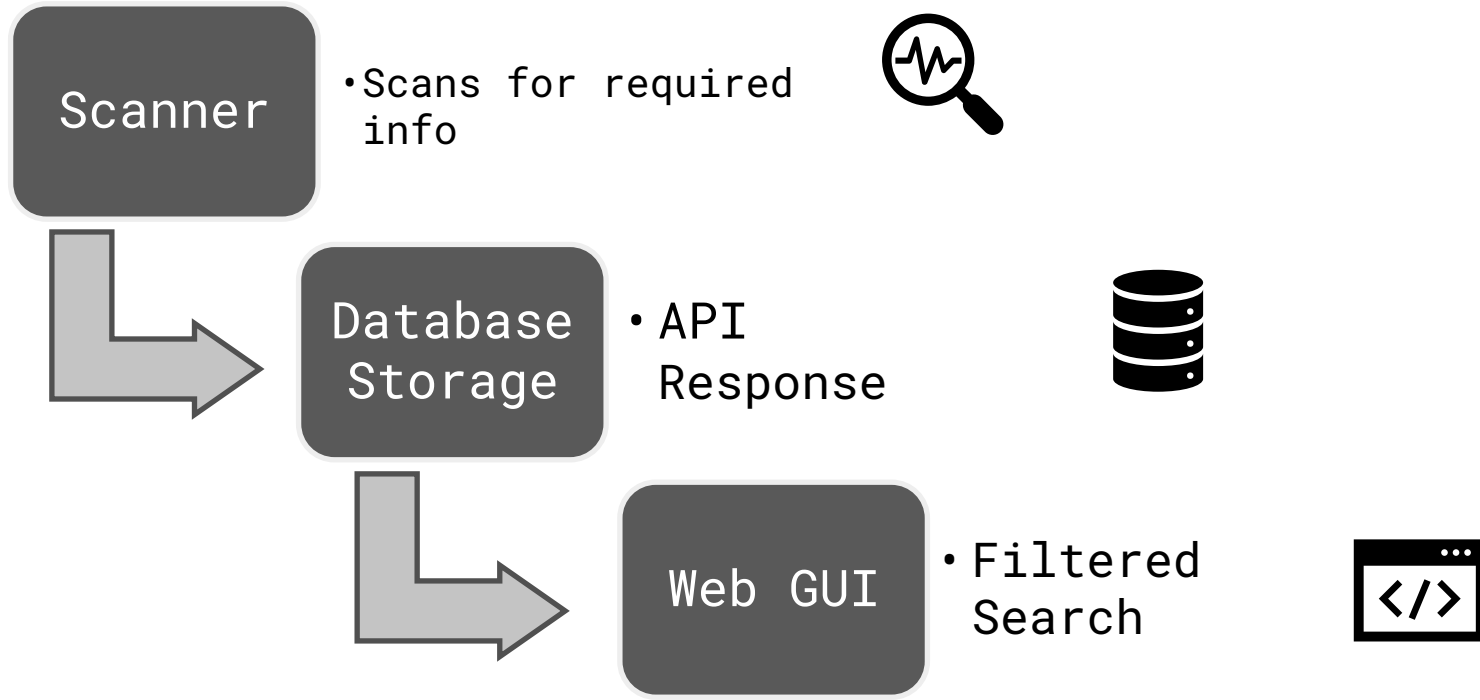 Scanner
•Scans for required
info
Database
Storage
• API
Response
Web GUI
• Filtered
Search
</>